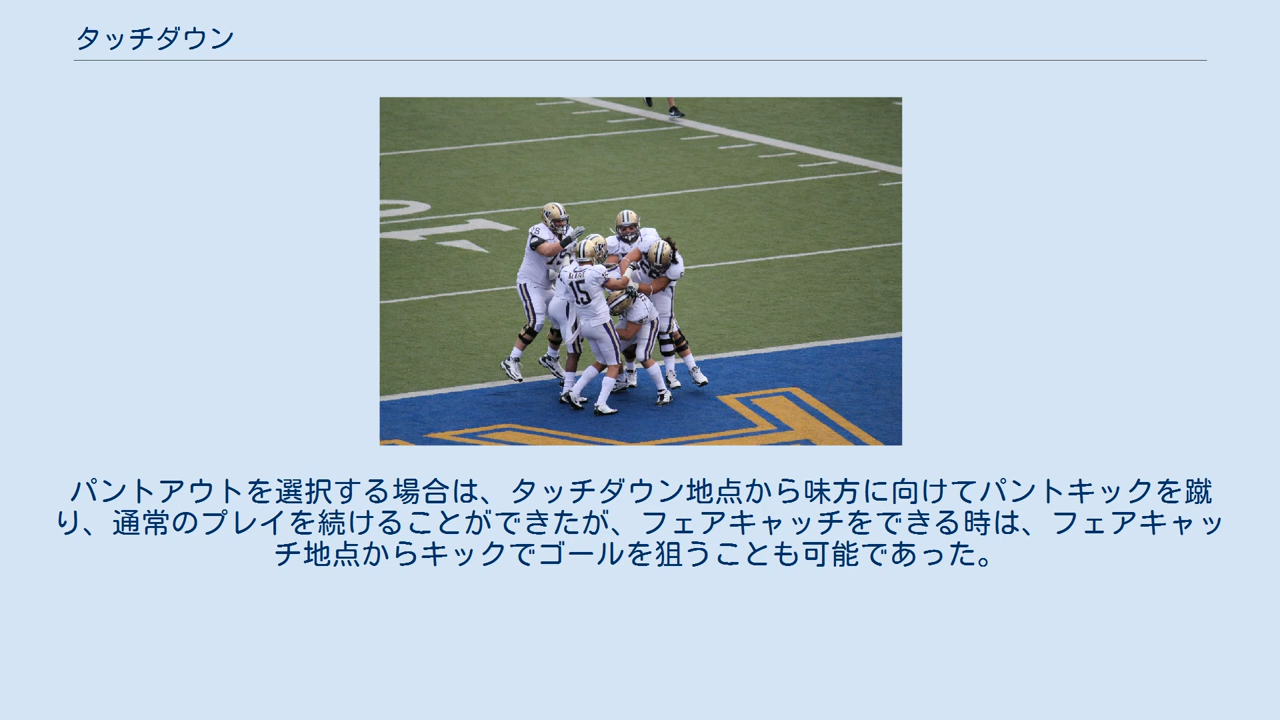 タッチダウン
15
パントアウトを選択する場合は、タッチダウン地点から味方に向けてパントキックを蹴
り、通常のプレイを続けることができたが、フェアキャッチをできる時は、フェアキャッ
チ地点からキックでゴールを狙うことも可能であった。